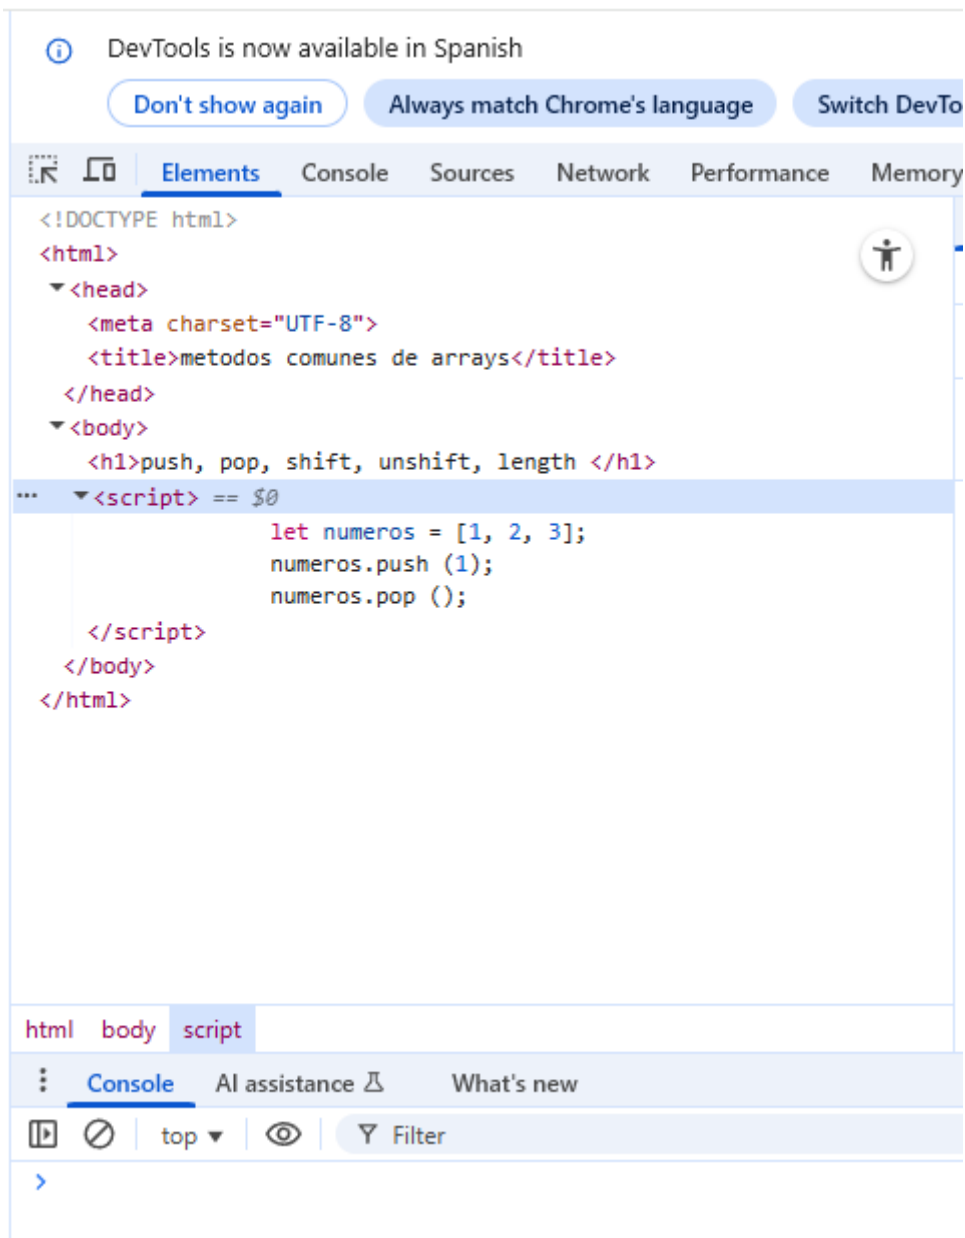 DevTools is now available in Spanish
Don't show again Always match Chrome's language Switch DevTo
Elements Console Sources Network Performance Memory
<!DOCTYPE html>
<html>
<head>
<meta charset="UTF-8">
<title>metodos comunes de arrays</title>
</head>
<body>
<h1>push, pop, shift, unshift, length </h1>
... <script> == $0
let numeros = [1, 2, 3];
numeros.push (1);
numeros.pop ();
</script>
</body>
</html>
html body script
Console AI assistance What's new
top Filter
>